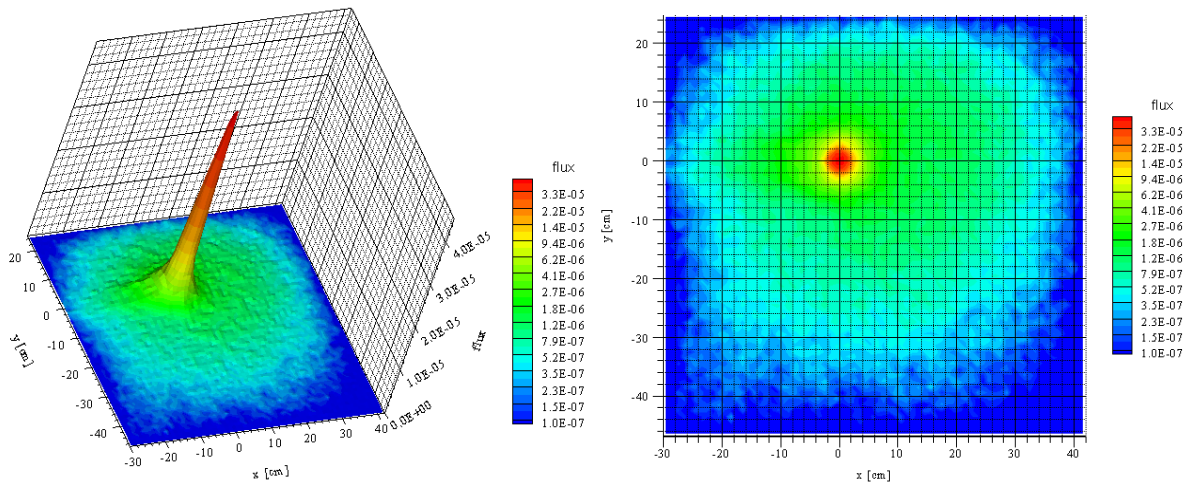 flux
3.3E-05
2.2E-05
1.4E-05
9.4E-06
6.2E-06
4.1E-06
2.7E-06
1.8E-06
1.2E-06
7.9E-07
5.2E-07
3.5E-07
2.3E-07
1.5E-07
1.0E-07
20
10
0
-10
-20
-30
-40
y [cm]
-30
-20
-10
0
10
20
30
40
x [cm]
4.0E-05
3.0E-05
2.0E-05
1.0E-05
0.0E+00
flux
20
10
0
-10
-20
-30
-40
y [cm]
-30
-20
-10
0
10
20
30
40
x [cm]
flux
3.3E-05
2.2E-05
1.4E-05
9.4E-06
6.2E-06
4.1E-06
2.7E-06
1.8E-06
1.2E-06
7.9E-07
5.2E-07
3.5E-07
2.3E-07
1.5E-07
1.0E-07